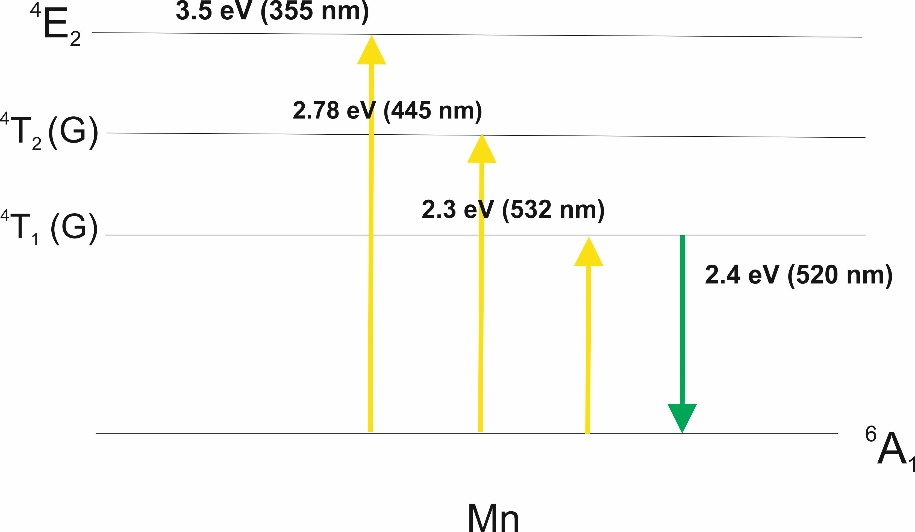 3.5 eV (355 nm)
⁴E₂
2.78 eV (445 nm)
⁴T₂ (G)
2.3 eV (532 nm)
⁴T₁ (G)
2.4 eV (520 nm)
⁶A₁
Mn